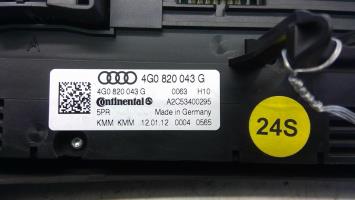 4G0 820 043 G
4G0 820 043 G 0063 H10
Continental A2C53400295
5PR Made in Germany
KMM KMM 12.01.12 0004 0565
24S